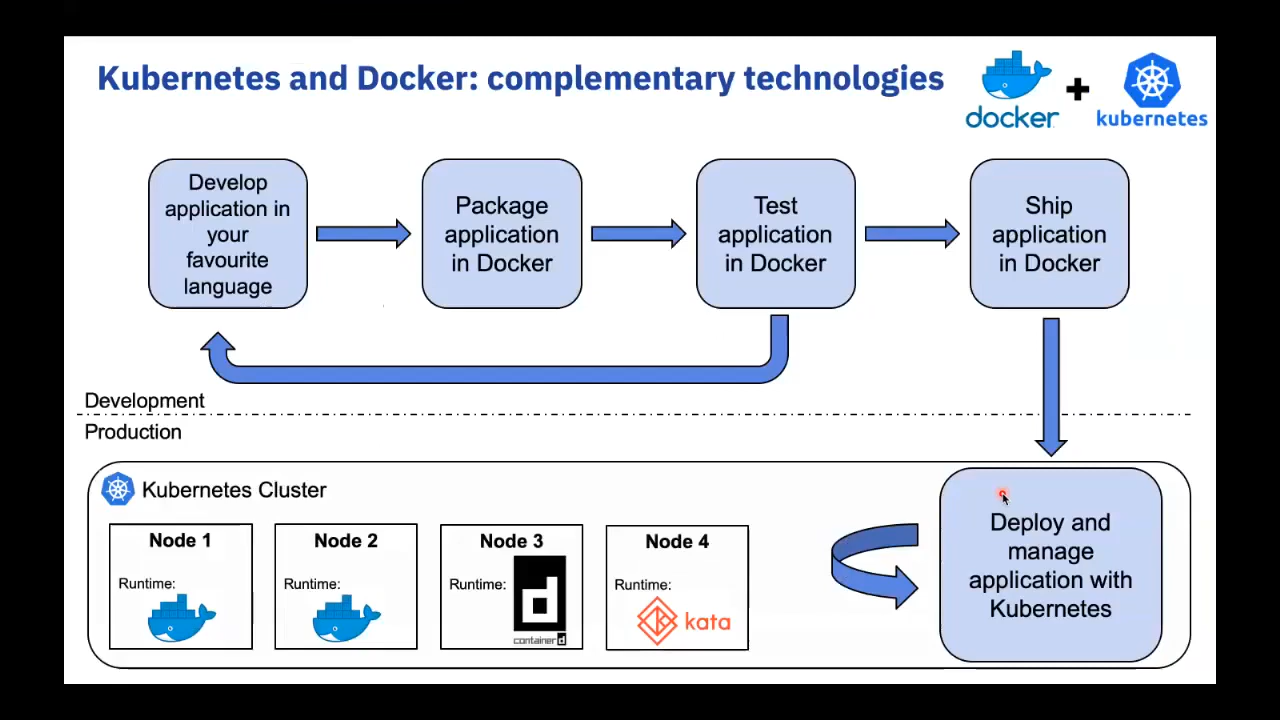 Kubernetes and Docker: complementary technologies
docker
kubernetes
Develop
application in
your
favourite
language
Package
application
in Docker
Test
application
in Docker
Ship
application
in Docker
Development
Production
Kubernetes Cluster
Node 1
Runtime:
Node 2
Runtime:
Node 3
Runtime:
d
containerd
Node 4
Runtime:
kata
Deploy and
manage
application with
Kubernetes